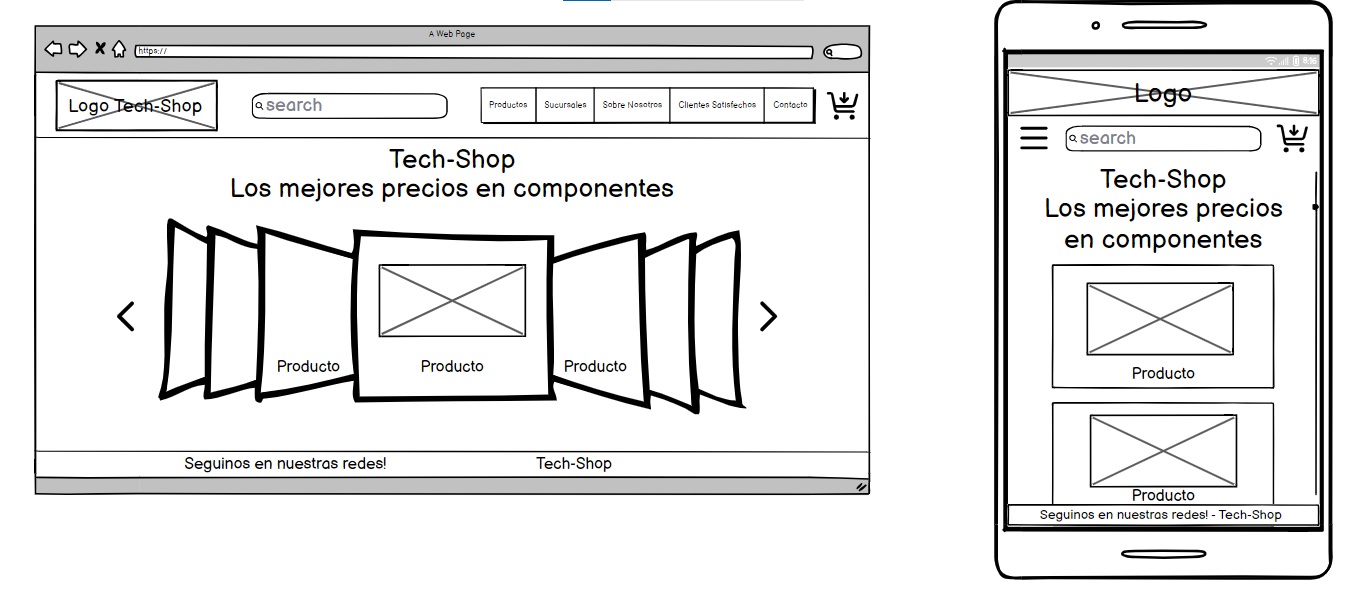 A Web Page
https://
Logo Tech-Shop
search
Productos Sucursales Sobre Nosotros Clientes Satisfechos Contacto
Tech-Shop
Los mejores precios en componentes
Producto Producto Producto
Seguinos en nuestras redes! Tech-Shop
8:16
Logo
search
Tech-Shop
Los mejores precios
en componentes
Producto
Producto
Seguinos en nuestras redes! - Tech-Shop